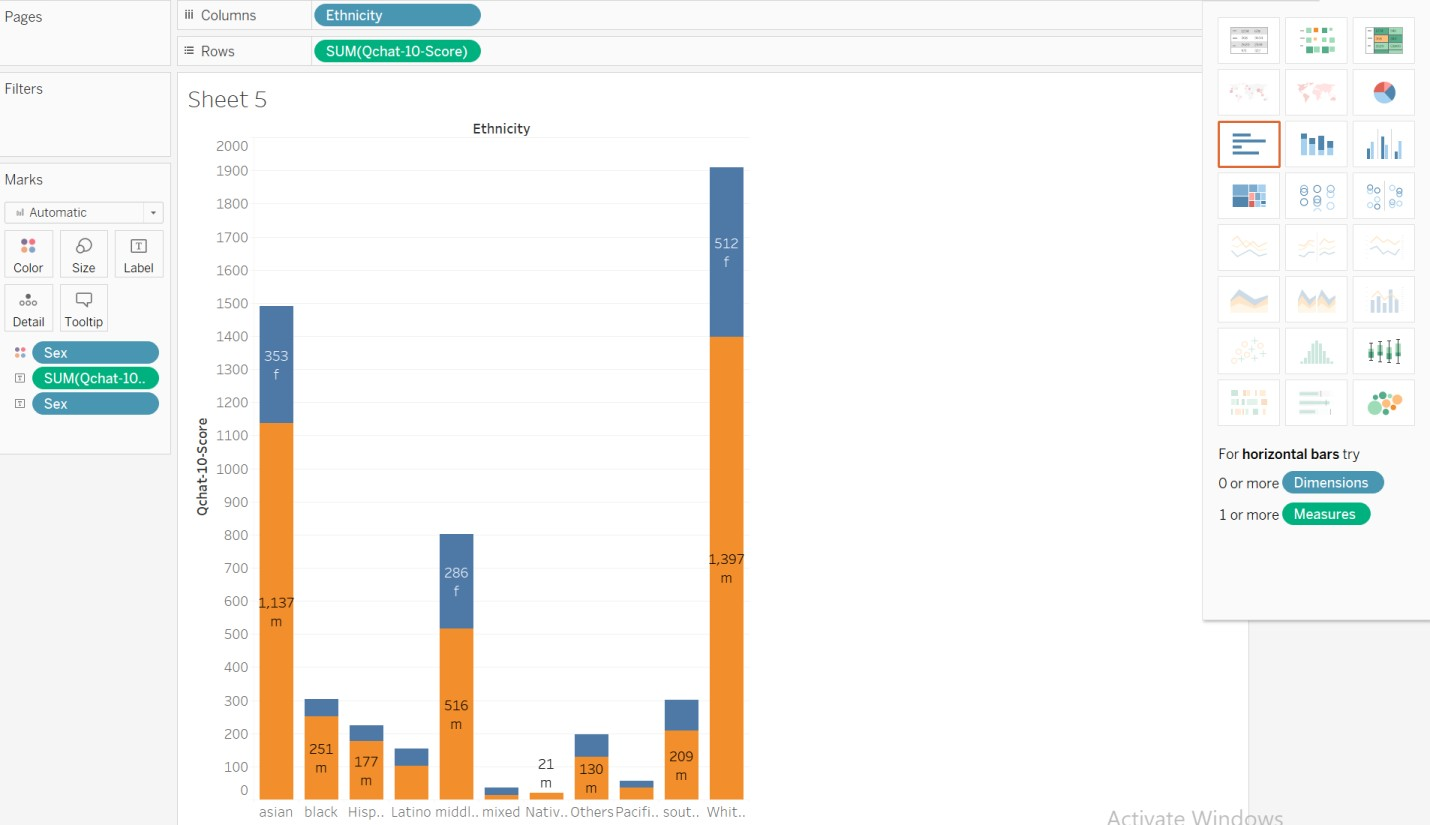 Pages
Columns
Ethnicity
Rows
SUM(Qchat-10-Score)
Filters
Marks
Automatic
Color
Size
Label
Detail
Tooltip
Sex
SUM(Qchat-10..
Sex
Sheet 5
Ethnicity
Qchat-10-Score
2000
1900
1800
1700
1600
1500
1400
1300
1200
1100
1000
900
800
700
600
500
400
300
200
100
0
353
f
1,137
m
251
m
177
m
286
f
516
m
21
m
130
m
209
m
512
f
1,397
m
asian black Hisp.. Latino middl.. mixed Nativ.. Others Pacifi.. sout.. Whit..
For horizontal bars try
0 or more Dimensions
1 or more Measures
Activate Windows